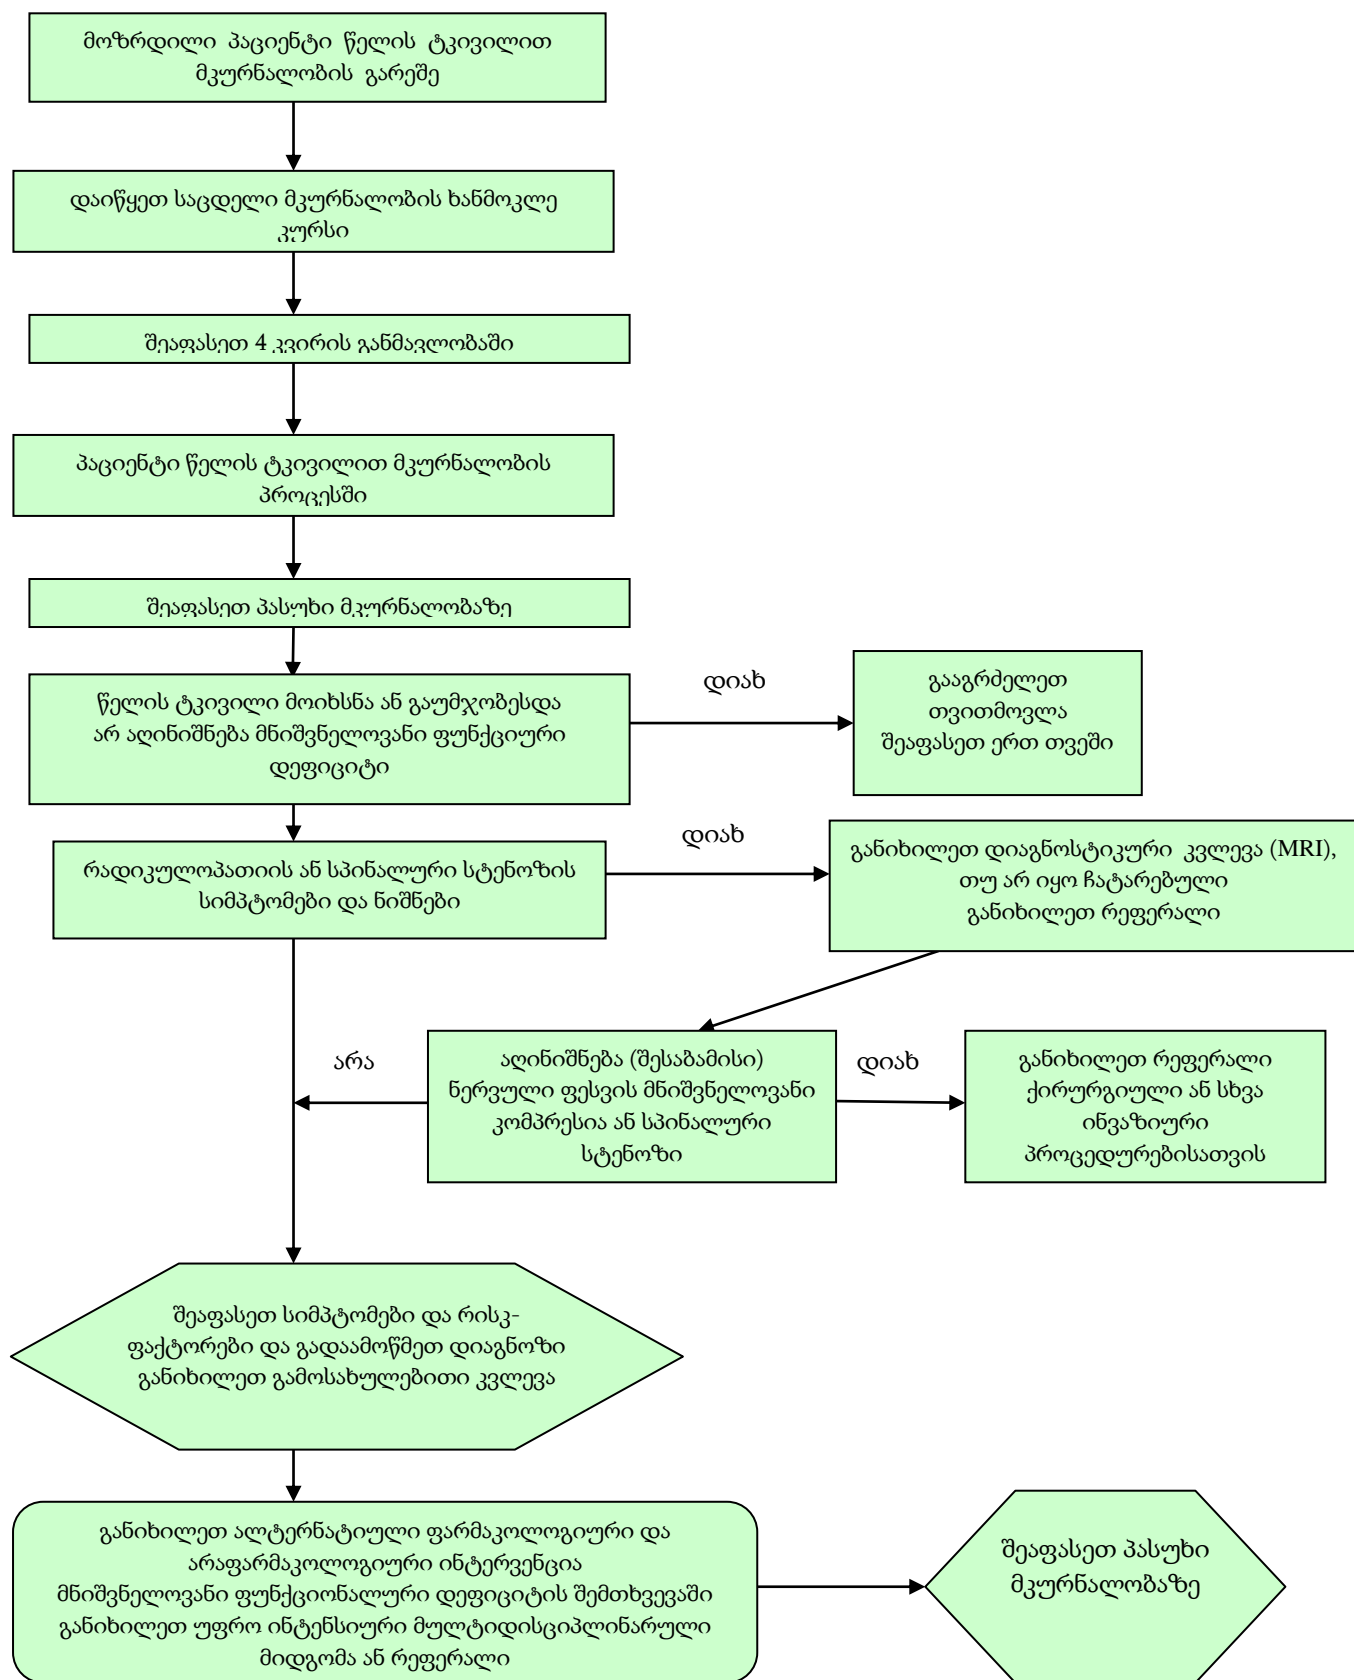 მოზრდილი პაციენტი წელის ტკივილით
მკურნალობის გარეშე
დაიწყეთ საცდელი მკურნალობის ხანმოკლე
კურსი
შეაფასეთ 4 კვირის განმავლობაში
პაციენტი წელის ტკივილით მკურნალობის
პროცესში
შეაფასეთ პასუხი მკურნალობაზე
წელის ტკივილი მოიხსნა ან გაუმჯობესდა
არ აღინიშნება მნიშვნელოვანი ფუნქციური
დეფიციტი
დიახ
გააგრძელეთ
თვითმოვლა
შეაფასეთ ერთ თვეში
რადიკულოპათიის ან სპინალური სტენოზის
სიმპტომები და ნიშნები
დიახ
განიხილეთ დიაგნოსტიკური კვლევა (MRI),
თუ არ იყო ჩატარებული
განიხილეთ რეფერალი
არა
აღინიშნება (შესაბამისი)
ნერვული ფესვის მნიშვნელოვანი
კომპრესია ან სპინალური
სტენოზი
დიახ
განიხილეთ რეფერალი
ქირურგიული ან სხვა
ინვაზიური
პროცედურებისათვის
შეაფასეთ სიმპტომები და რისკ-
ფაქტორები და გადაამოწმეთ დიაგნოზი
განიხილეთ გამოსახულებითი კვლევა
განიხილეთ ალტერნატიული ფარმაკოლოგიური და
არაფარმაკოლოგიური ინტერვენცია
მნიშვნელოვანი ფუნქციონალური დეფიციტის შემთხვევაში
განიხილეთ უფრო ინტენსიური მულტიდისციპლინარული
მიდგომა ან რეფერალი
შეაფასეთ პასუხი
მკურნალობაზე